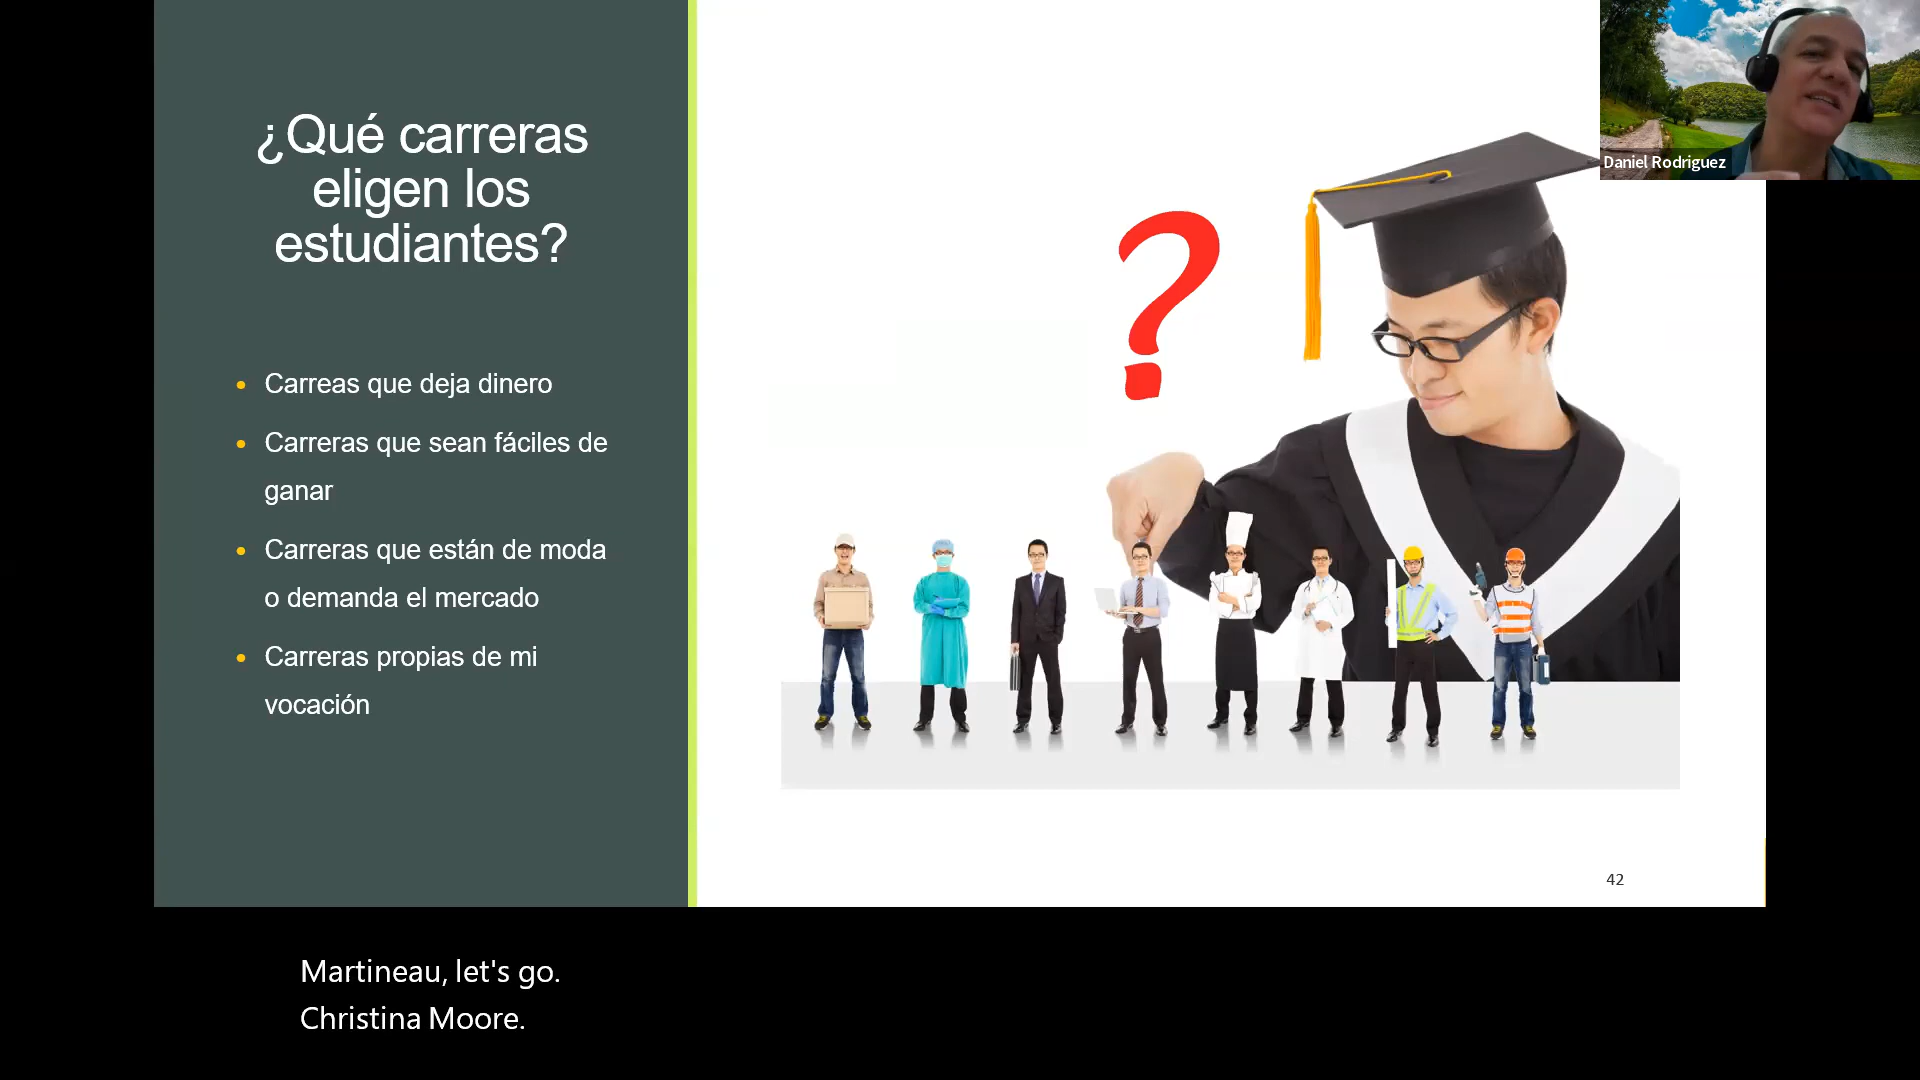 ¿Qué carreras
eligen los
estudiantes?
• Carreas que deja dinero
• Carreras que sean fáciles de
ganar
• Carreras que están de moda
o demanda el mercado
• Carreras propias de mi
vocación
?
Daniel Rodriguez
42
Martineau, let's go.
Christina Moore.